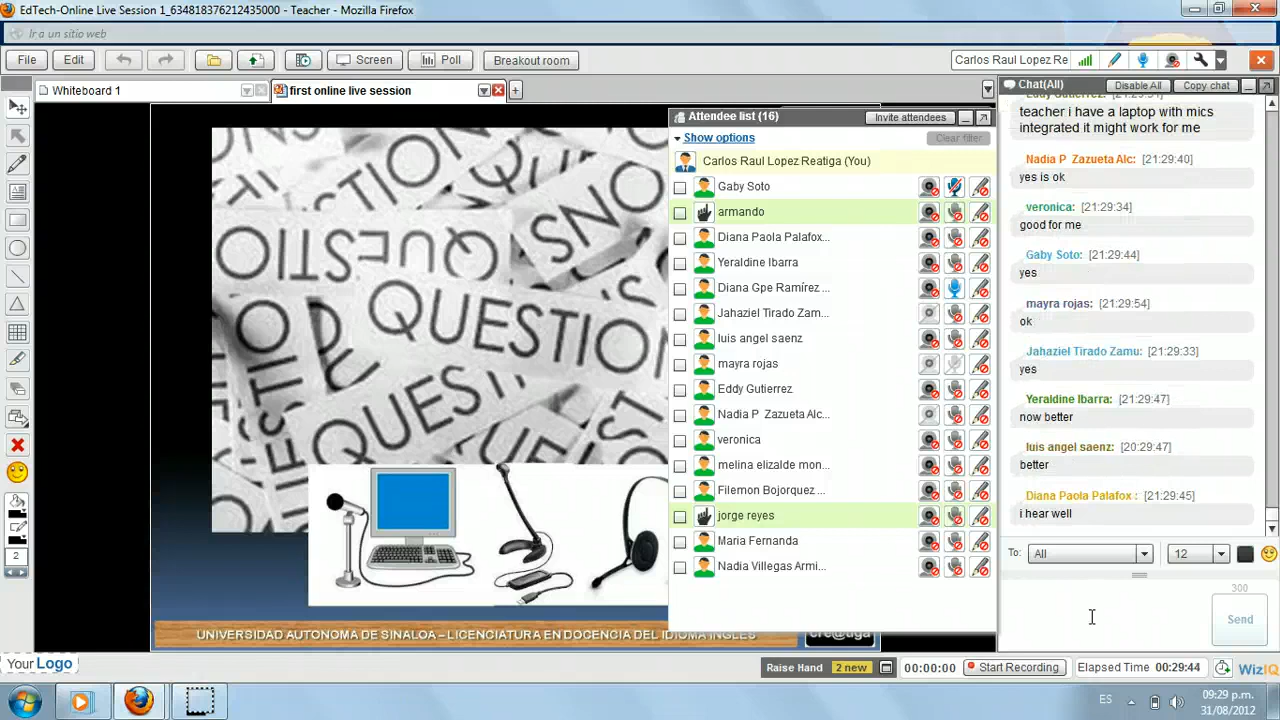 EdTech-Online Live Session 1_634818376212435000 - Teacher - Mozilla Firefox
Ir a un sitio web
File Edit Screen Poll Breakout room Carlos Raul Lopez Re
Whiteboard 1 first online live session
Attendee list (16) Invite attendees
Show options Clear filter
Carlos Raul Lopez Reatiga (You)
Gaby Soto
armando
Diana Paola Palafox...
Yeraldine Ibarra
Diana Gpe Ramírez ...
Jahaziel Tirado Zam...
luis angel saenz
mayra rojas
Eddy Gutierrez
Nadia P Zazueta Alc...
veronica
melina elizalde mon...
Filemon Bojorquez ...
jorge reyes
Maria Fernanda
Nadia Villegas Armi...
Chat(All) Disable All Copy chat
teacher i have a laptop with mics
integrated it might work for me
Nadia P Zazueta Alc: [21:29:40]
yes is ok
veronica: [21:29:34]
good for me
Gaby Soto: [21:29:44]
yes
mayra rojas: [21:29:54]
ok
Jahaziel Tirado Zamu: [21:29:33]
yes
Yeraldine Ibarra: [21:29:47]
now better
luis angel saenz: [20:29:47]
better
Diana Paola Palafox : [21:29:45]
i hear well
To: All 12
300
Send
QUESTION
QUESTION
UNIVERSIDAD AUTONOMA DE SINALOA – LICENCIATURA EN DOCENCIA DEL IDIOMA INGLES
2
Your Logo
Raise Hand 2 new 00:00:00 Start Recording Elapsed Time 00:29:44 WizIQ
ES 09:29 p.m.
31/08/2012